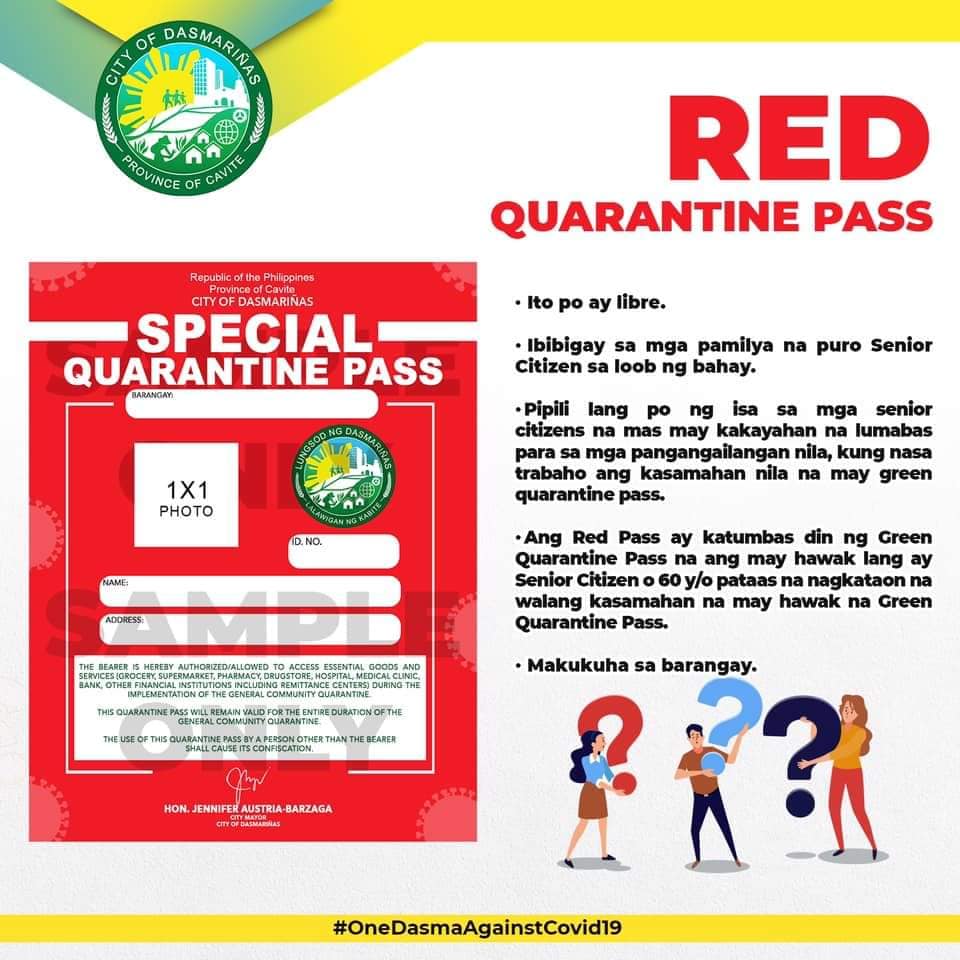 CITY OF DASMARIÑAS
PROVINCE OF CAVITE
RED
QUARANTINE PASS
Republic of the Philippines
Province of Cavite
CITY OF DASMARIÑAS
SPECIAL
QUARANTINE PASS
BARANGAY:
1X1
PHOTO
LUNGSOD NG DASMARIÑAS
LALAWIGAN NG KABITE
ID. NO.
NAME:
ADDRESS:
SAMPLE
ONLY
SAMPLE
ONLY
THE BEARER IS HEREBY AUTHORIZED/ALLOWED TO ACCESS ESSENTIAL GOODS AND
SERVICES (GROCERY, SUPERMARKET, PHARMACY, DRUGSTORE, HOSPITAL, MEDICAL CLINIC,
BANK, OTHER FINANCIAL INSTITUTIONS INCLUDING REMITTANCE CENTERS) DURING THE
IMPLEMENTATION OF THE GENERAL COMMUNITY QUARANTINE.
THIS QUARANTINE PASS WILL REMAIN VALID FOR THE ENTIRE DURATION OF THE
GENERAL COMMUNITY QUARANTINE.
THE USE OF THIS QUARANTINE PASS BY A PERSON OTHER THAN THE BEARER
SHALL CAUSE ITS CONFISCATION.
HON. JENNIFER AUSTRIA-BARZAGA
CITY MAYOR
CITY OF DASMARIÑAS
• Ito po ay libre.
• Ibibigay sa mga pamilya na puro Senior
Citizen sa loob ng bahay.
• Pipili lang po ng isa sa mga senior
citizens na mas may kakayahan na lumabas
para sa mga pangangailangan nila, kung nasa
trabaho ang kasamahan nila na may green
quarantine pass.
• Ang Red Pass ay katumbas din ng Green
Quarantine Pass na ang may hawak lang ay
Senior Citizen o 60 y/o pataas na nagkataon na
walang kasamahan na may hawak na Green
Quarantine Pass.
• Makukuha sa barangay.
? ? ?
#OneDasmaAgainstCovid19